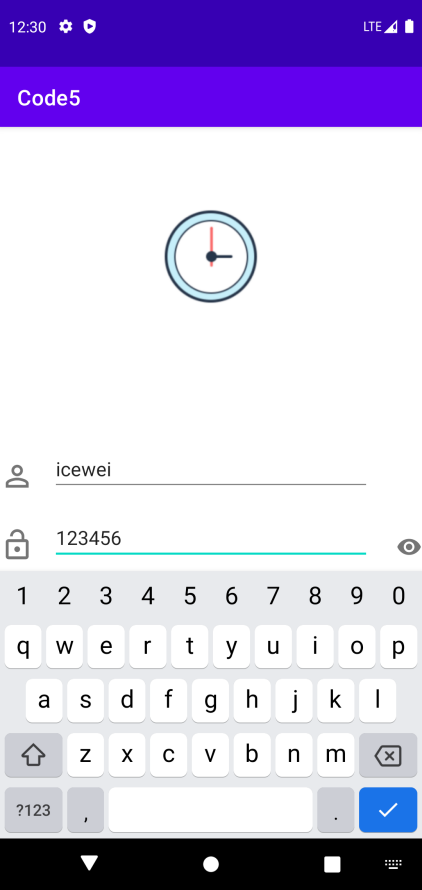 12:30 LTE
Code5
icewei
123456
1 2 3 4 5 6 7 8 9 0
q w e r t y u i o p
a s d f g h j k l
z x c v b n m
?123 , .